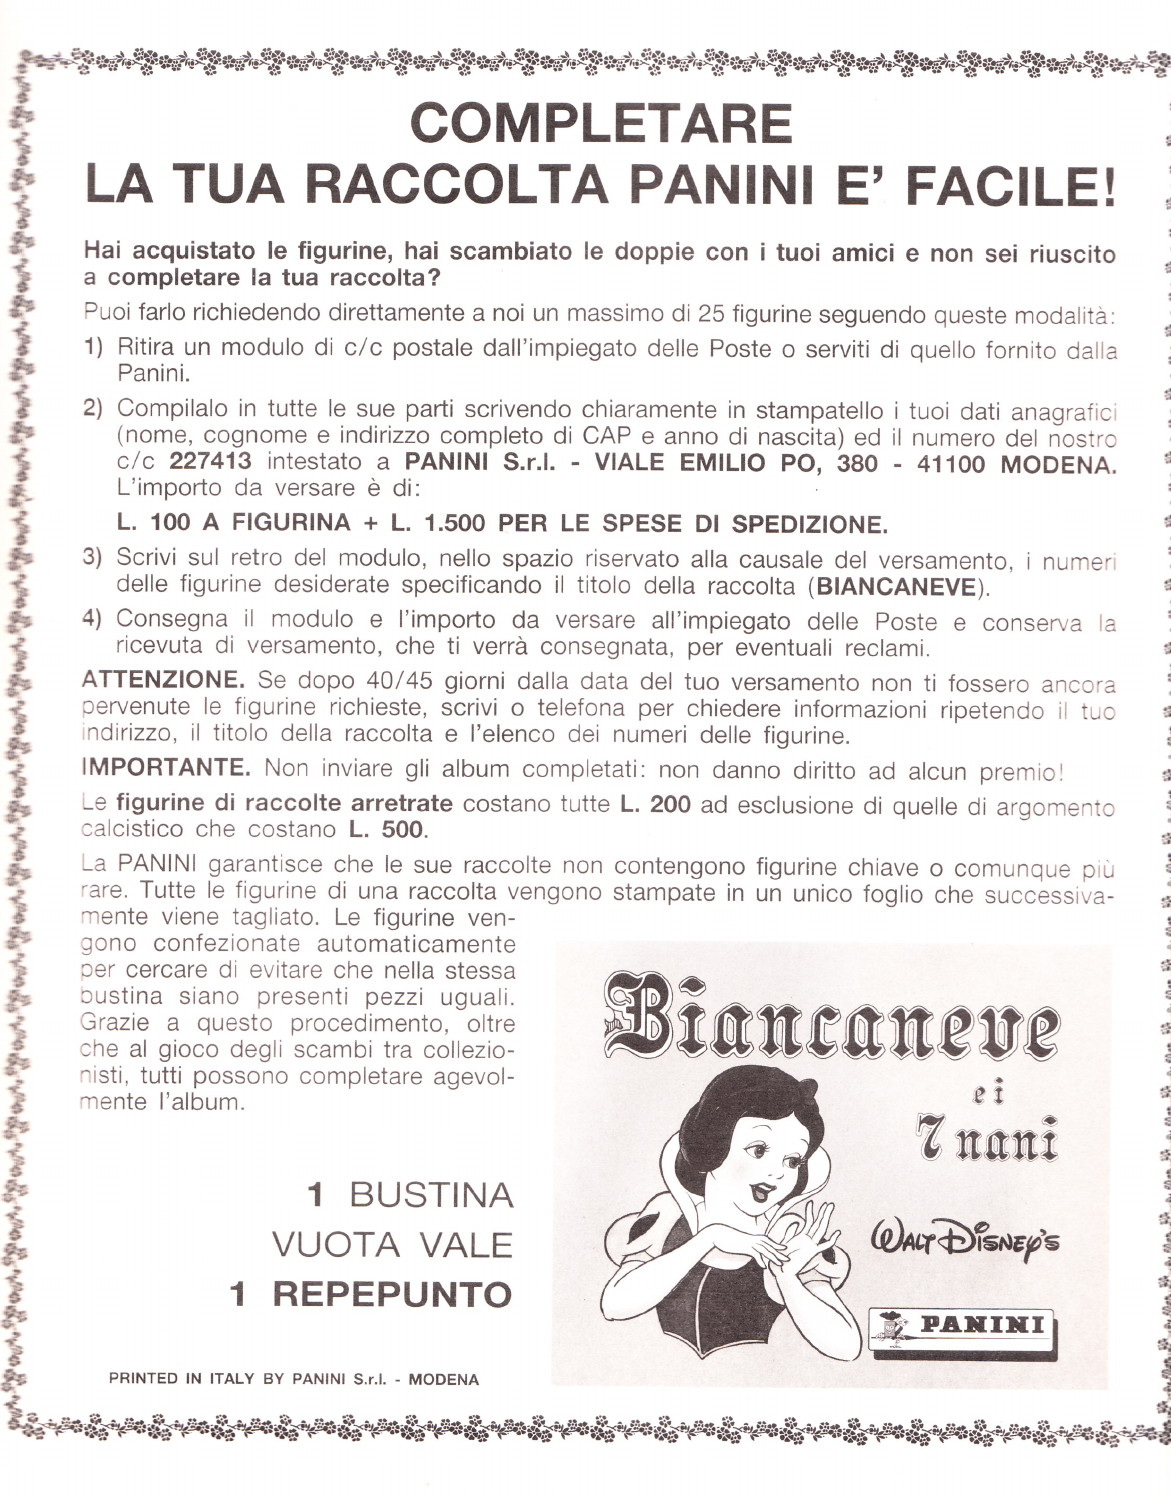 COMPLETARE
LA TUA RACCOLTA PANINI E' FACILE!
Hai acquistato le figurine, hai scambiato le doppie con i tuoi amici e non sei riuscito
a completare la tua raccolta?
Puoi farlo richiedendo direttamente a noi un massimo di 25 figurine seguendo queste modalità:
1) Ritira un modulo di c/c postale dall'impiegato delle Poste o serviti di quello fornito dalla
Panini.
2) Compilalo in tutte le sue parti scrivendo chiaramente in stampatello i tuoi dati anagrafici
(nome, cognome e indirizzo completo di CAP e anno di nascita) ed il numero del nostro
c/c 227413 intestato a PANINI S.r.l. - VIALE EMILIO PO, 380 - 41100 MODENA.
L'importo da versare è di:
L. 100 A FIGURINA + L. 1.500 PER LE SPESE DI SPEDIZIONE.
3) Scrivi sul retro del modulo, nello spazio riservato alla causale del versamento, i numeri
delle figurine desiderate specificando il titolo della raccolta (BIANCANEVE).
4) Consegna il modulo e l'importo da versare all'impiegato delle Poste e conserva la
ricevuta di versamento, che ti verrà consegnata, per eventuali reclami.
ATTENZIONE. Se dopo 40/45 giorni dalla data del tuo versamento non ti fossero ancora
pervenute le figurine richieste, scrivi o telefona per chiedere informazioni ripetendo il tuo
indirizzo, il titolo della raccolta e l'elenco dei numeri delle figurine.
IMPORTANTE. Non inviare gli album completati: non danno diritto ad alcun premio!
Le figurine di raccolte arretrate costano tutte L. 200 ad esclusione di quelle di argomento
calcistico che costano L. 500.
La PANINI garantisce che le sue raccolte non contengono figurine chiave o comunque più
rare. Tutte le figurine di una raccolta vengono stampate in un unico foglio che successiva-
mente viene tagliato. Le figurine ven-
gono confezionate automaticamente
per cercare di evitare che nella stessa
bustina siano presenti pezzi uguali.
Grazie a questo procedimento, oltre
che al gioco degli scambi tra collezio-
nisti, tutti possono completare agevol-
mente l'album.
1 BUSTINA
VUOTA VALE
1 REPEPUNTO
PRINTED IN ITALY BY PANINI S.r.l. - MODENA
Biancaneve
e i
7 nani
WALT DISNEY'S
PANINI